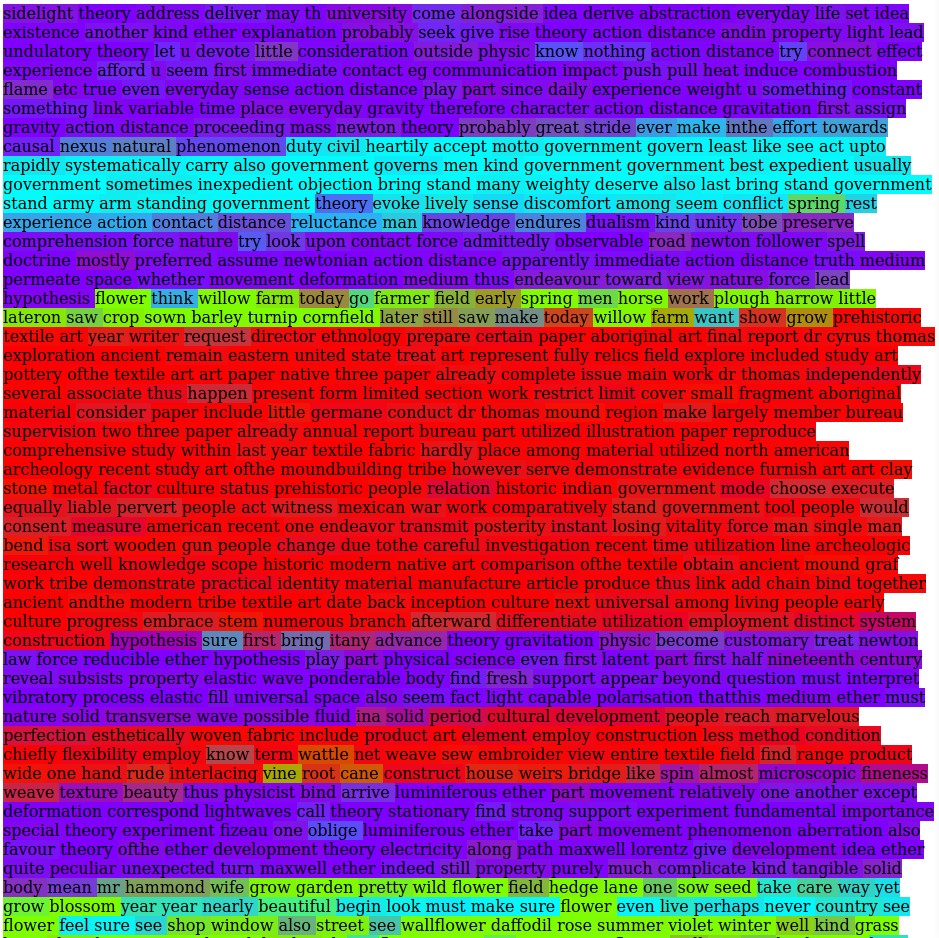 sidelight theory address deliver may th university come alongside idea derive abstraction everyday life set idea
existence another kind ether explanation probably seek give rise theory action distance andin property light lead
undulatory theory let u devote little consideration outside physic know nothing action distance try connect effect
experience afford u seem first immediate contact eg communication impact push pull heat induce combustion
flame etc true even everyday sense action distance play part since daily experience weight u something constant
something link variable time place everyday gravity therefore character action distance gravitation first assign
gravity action distance proceeding mass newton theory probably great stride ever make inthe effort towards
causal nexus natural phenomenon duty civil heartily accept motto government govern least like see act upto
rapidly systematically carry also government governs men kind government government best expedient usually
government sometimes inexpedient objection bring stand many weighty deserve also last bring stand government
stand army arm standing government theory evoke lively sense discomfort among seem conflict spring rest
experience action contact distance reluctance man knowledge endures dualism kind unity tobe preserve
comprehension force nature try look upon contact force admittedly observable road newton follower spell
doctrine mostly preferred assume newtonian action distance apparently immediate action distance truth medium
permeate space whether movement deformation medium thus endeavour toward view nature force lead
hypothesis flower think willow farm today go farmer field early spring men horse work plough harrow little
lateron saw crop sown barley turnip cornfield later still saw make today willow farm want show grow prehistoric
textile art year writer request director ethnology prepare certain paper aboriginal art final report dr cyrus thomas
exploration ancient remain eastern united state treat art represent fully relics field explore included study art
pottery ofthe textile art art paper native three paper already complete issue main work dr thomas independently
several associate thus happen present form limited section work restrict limit cover small fragment aboriginal
material consider paper include little germane conduct dr thomas mound region make largely member bureau
supervision two three paper already annual report bureau part utilized illustration paper reproduce
comprehensive study within last year textile fabric hardly place among material utilized north american
archeology recent study art ofthe moundbuilding tribe however serve demonstrate evidence furnish art art clay
stone metal factor culture status prehistoric people relation historic indian government mode choose execute
equally liable pervert people act witness mexican war work comparatively stand government tool people would
consent measure american recent one endeavor transmit posterity instant losing vitality force man single man
bend isa sort wooden gun people change due tothe careful investigation recent time utilization line archeologic
research well knowledge scope historic modern native art comparison ofthe textile obtain ancient mound graf
work tribe demonstrate practical identity material manufacture article produce thus link add chain bind together
ancient andthe modern tribe textile art date back inception culture next universal among living people early
culture progress embrace stem numerous branch afterward differentiate utilization employment distinct system
construction hypothesis sure first bring itany advance theory gravitation physic become customary treat newton
law force reducible ether hypothesis play part physical science even first latent part first half nineteenth century
reveal subsists property elastic wave ponderable body find fresh support appear beyond question must interpret
vibratory process elastic fill universal space also seem fact light capable polarisation thatthis medium ether must
nature solid transverse wave possible fluid ina solid period cultural development people reach marvelous
perfection esthetically woven fabric include product art element employ construction less method condition
chiefly flexibility employ know term wattle net weave sew embroider view entire textile field find range product
wide one hand rude interlacing vine root cane construct house weirs bridge like spin almost microscopic fineness
weave texture beauty thus physicist bind arrive luminiferous ether part movement relatively one another except
deformation correspond lightwaves call theory stationary find strong support experiment fundamental importance
special theory experiment fizeau one oblige luminiferous ether take part movement phenomenon aberration also
favour theory ofthe ether development theory electricity along path maxwell lorentz give development idea ether
quite peculiar unexpected turn maxwell ether indeed still property purely much complicate kind tangible solid
body mean mr hammond wife grow garden pretty wild flower field hedge lane one sow seed take care way yet
grow blossom year year nearly beautiful begin look must make sure flower even live perhaps never country see
flower feel sure see shop window also street see wallflower daffodil rose summer violet winter well kind grass